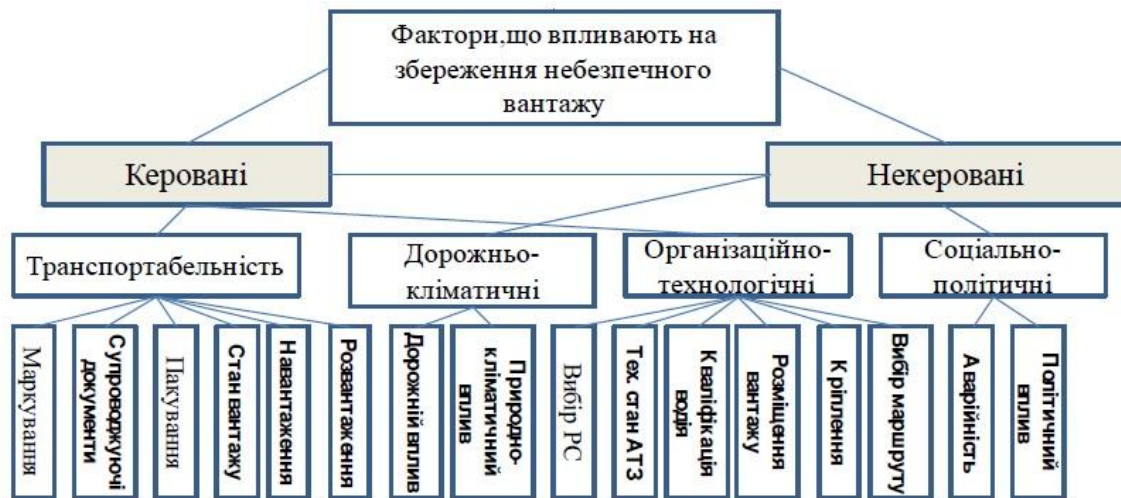 Фактори,що впливають на
збереження небезпечного
вантажу
Керовані
Некеровані
Транспортабельність
Дорожньо-
кліматичні
Організаційно-
технологічні
Соціально-
політичні
Маркування
Супроводжуючі
документи
Пакування
Стан вантажу
Навантаження
Розвантаження
Дорожній вплив
Природно-
кліматичний
вплив
Вибір РС
Тех. стан АТЗ
Кваліфікація
водія
Розміщення
вантажу
Кріплення
Вибір маршруту
Аварійність
Політичний
вплив